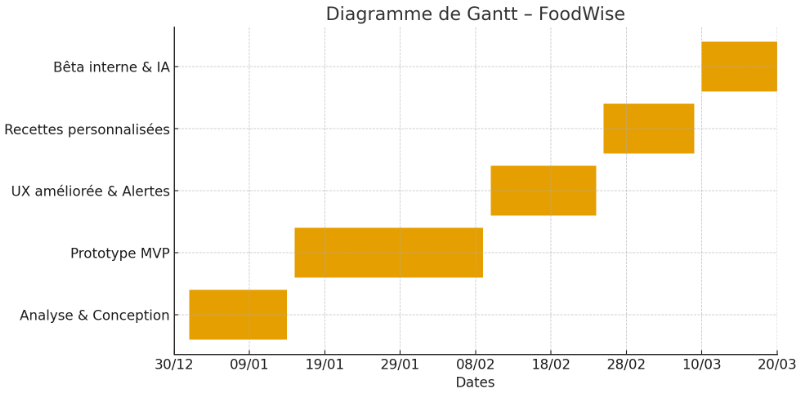 Diagramme de Gantt – FoodWise
Bêta interne & IA
Recettes personnalisées
UX améliorée & Alertes
Prototype MVP
Analyse & Conception
30/12 09/01 19/01 29/01 08/02 18/02 28/02 10/03 20/03
Dates